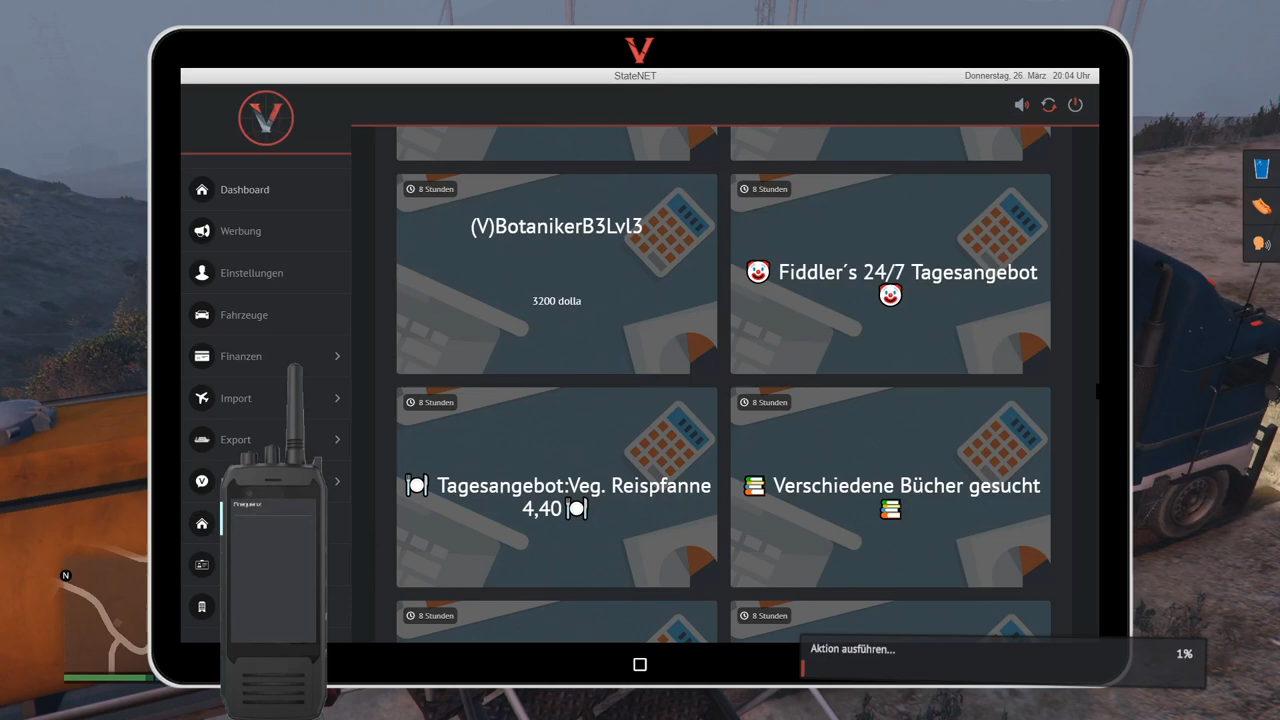 StateNET
Donnerstag, 26. März 20:04 Uhr
Dashboard
Werbung
Einstellungen
Fahrzeuge
Finanzen
Import
Export
8 Stunden
(V)BotanikerB3Lvl3
3200 dolla
8 Stunden
🤡 Fiddler´s 24/7 Tagesangebot
🤡
8 Stunden
🍽 Tagesangebot:Veg. Reispfanne
4,40 🍽
8 Stunden
📚 Verschiedene Bücher gesucht
📚
8 Stunden
8 Stunden
Frequenz
N
Aktion ausführen...
1%